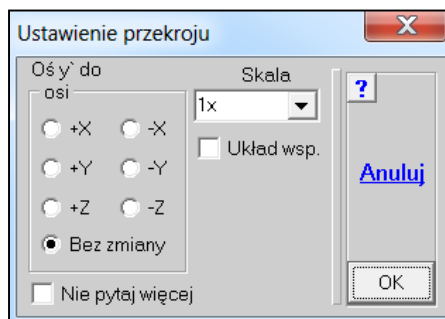 Ustawienie przekroju
Oś y` do
osi
+X
-X
+Y
-Y
+Z
-Z
Bez zmiany
Nie pytaj więcej
Skala
1x
Układ wsp.
?
Anuluj
OK